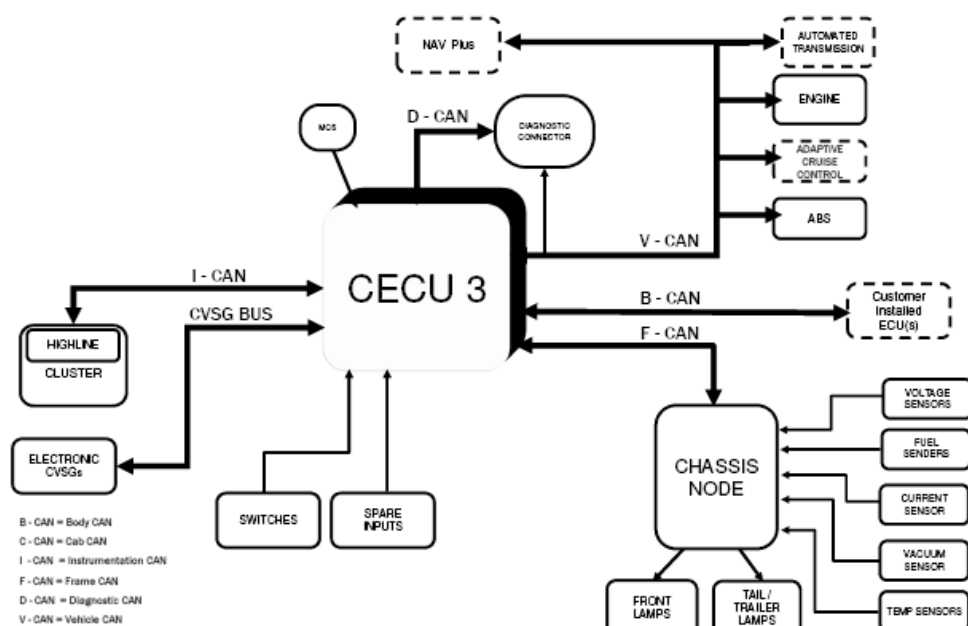 NAV Plus
AUTOMATED
TRANSMISSION
ENGINE
ADAPTIVE
CRUISE
CONTROL
ABS
MCS
D - CAN
DIAGNOSTIC
CONNECTOR
V - CAN
I - CAN
CECU 3
B - CAN
Customer
Installed
ECU(s)
CVSG BUS
F - CAN
HIGHLINE
CLUSTER
ELECTRONIC
CVSGs
SWITCHES
SPARE
INPUTS
CHASSIS
NODE
VOLTAGE
SENSORS
FUEL
SENDERS
CURRENT
SENSOR
VACUUM
SENSOR
TEMP SENSORS
FRONT
LAMPS
TAIL /
TRAILER
LAMPS
B - CAN = Body CAN
C - CAN = Cab CAN
I - CAN = Instrumentation CAN
F - CAN = Frame CAN
D - CAN = Diagnostic CAN
V - CAN = Vehicle CAN